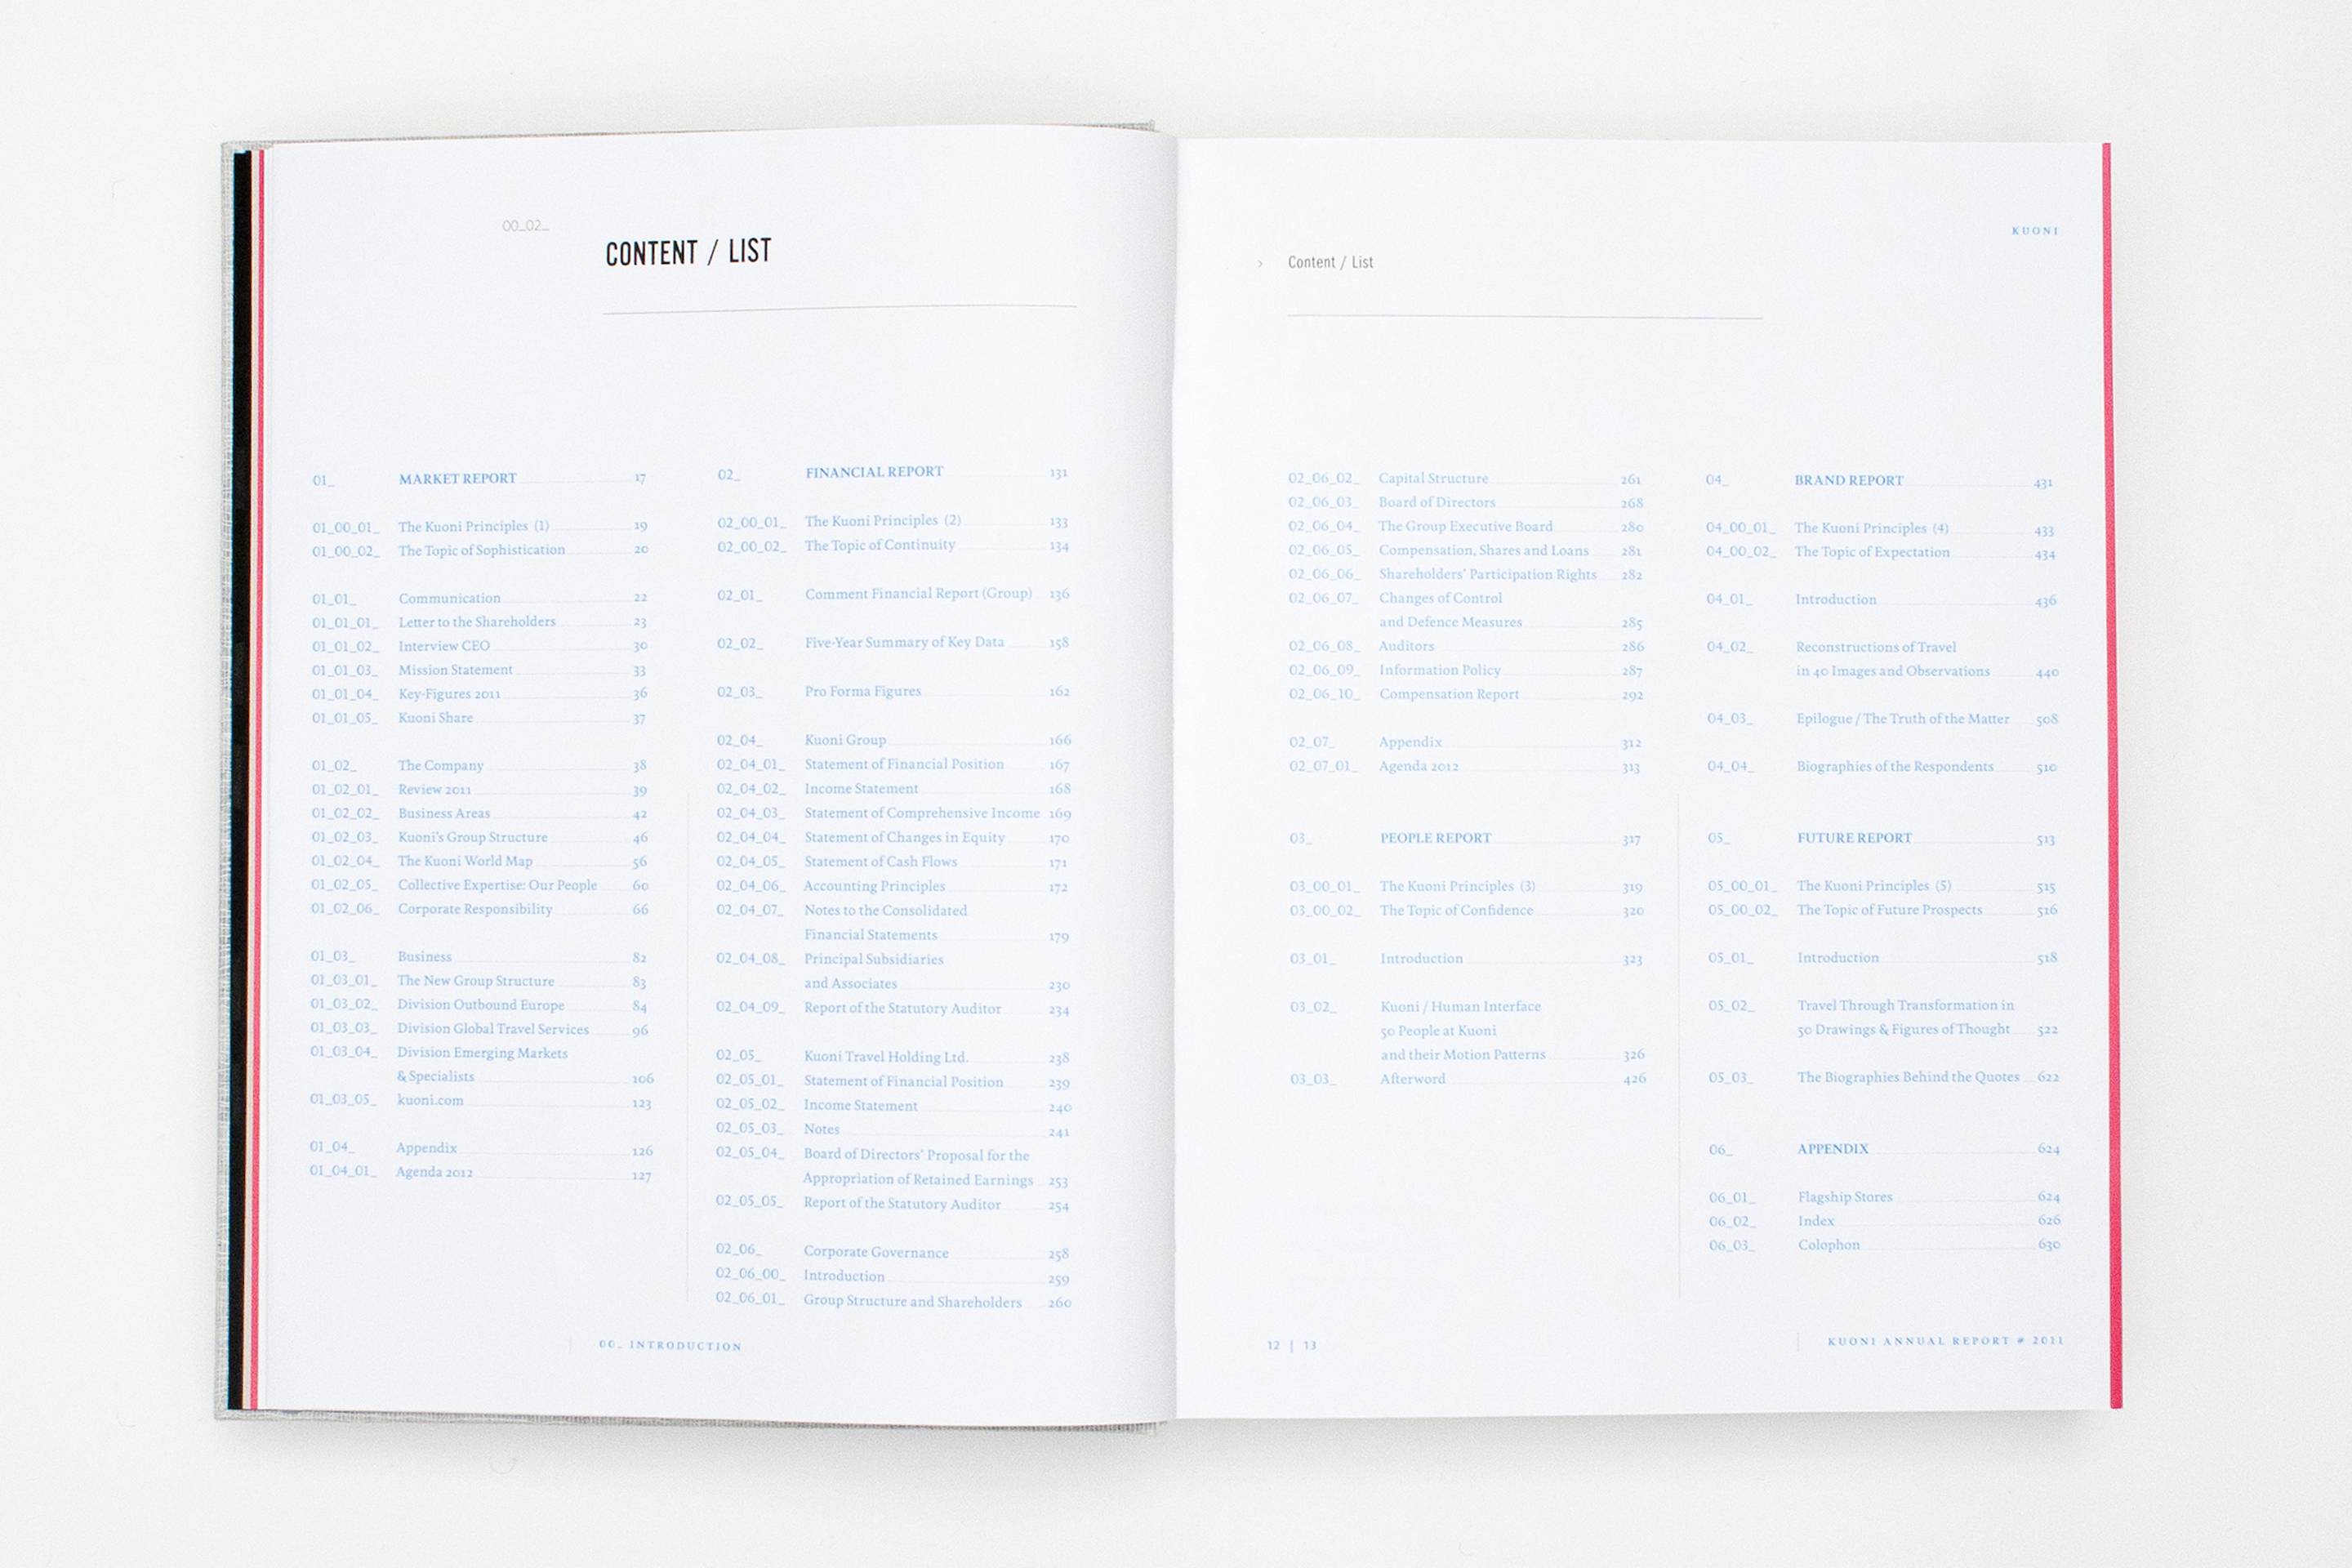 00_02_
CONTENT / LIST
01_ MARKET REPORT 17
01_00_01_ The Kuoni Principles (1) 19
01_00_02_ The Topic of Sophistication 20
01_01_ Communication 22
01_01_01_ Letter to the Shareholders 23
01_01_02_ Interview CEO 30
01_01_03_ Mission Statement 33
01_01_04_ Key-Figures 2011 36
01_01_05_ Kuoni Share 37
01_02_ The Company 38
01_02_01_ Review 2011 39
01_02_02_ Business Areas 42
01_02_03_ Kuoni's Group Structure 46
01_02_04_ The Kuoni World Map 56
01_02_05_ Collective Expertise: Our People 60
01_02_06_ Corporate Responsibility 66
01_03_ Business 82
01_03_01_ The New Group Structure 83
01_03_02_ Division Outbound Europe 84
01_03_03_ Division Global Travel Services 96
01_03_04_ Division Emerging Markets
& Specialists 106
01_03_05_ kuoni.com 123
01_04_ Appendix 126
01_04_01_ Agenda 2012 127
02_ FINANCIAL REPORT 131
02_00_01_ The Kuoni Principles (2) 133
02_00_02_ The Topic of Continuity 134
02_01_ Comment Financial Report (Group) 136
02_02_ Five-Year Summary of Key Data 158
02_03_ Pro Forma Figures 162
02_04_ Kuoni Group 166
02_04_01_ Statement of Financial Position 167
02_04_02_ Income Statement 168
02_04_03_ Statement of Comprehensive Income 169
02_04_04_ Statement of Changes in Equity 170
02_04_05_ Statement of Cash Flows 171
02_04_06_ Accounting Principles 172
02_04_07_ Notes to the Consolidated
Financial Statements 179
02_04_08_ Principal Subsidiaries
and Associates 230
02_04_09_ Report of the Statutory Auditor 234
02_05_ Kuoni Travel Holding Ltd. 238
02_05_01_ Statement of Financial Position 239
02_05_02_ Income Statement 240
02_05_03_ Notes 241
02_05_04_ Board of Directors' Proposal for the
Appropriation of Retained Earnings 253
02_05_05_ Report of the Statutory Auditor 254
02_06_ Corporate Governance 258
02_06_00_ Introduction 259
02_06_01_ Group Structure and Shareholders 260
00_ INTRODUCTION
KUONI
> Content / List
02_06_02_ Capital Structure 261
02_06_03_ Board of Directors 268
02_06_04_ The Group Executive Board 280
02_06_05_ Compensation, Shares and Loans 281
02_06_06_ Shareholders' Participation Rights 282
02_06_07_ Changes of Control
and Defence Measures 285
02_06_08_ Auditors 286
02_06_09_ Information Policy 287
02_06_10_ Compensation Report 292
02_07_ Appendix 312
02_07_01_ Agenda 2012 313
03_ PEOPLE REPORT 317
03_00_01_ The Kuoni Principles (3) 319
03_00_02_ The Topic of Confidence 320
03_01_ Introduction 323
03_02_ Kuoni / Human Interface
50 People at Kuoni
and their Motion Patterns 326
03_03_ Afterword 426
04_ BRAND REPORT 431
04_00_01_ The Kuoni Principles (4) 433
04_00_02_ The Topic of Expectation 434
04_01_ Introduction 436
04_02_ Reconstructions of Travel
in 40 Images and Observations 440
04_03_ Epilogue / The Truth of the Matter 508
04_04_ Biographies of the Respondents 510
05_ FUTURE REPORT 513
05_00_01_ The Kuoni Principles (5) 515
05_00_02_ The Topic of Future Prospects 516
05_01_ Introduction 518
05_02_ Travel Through Transformation in
50 Drawings & Figures of Thought 522
05_03_ The Biographies Behind the Quotes 622
06_ APPENDIX 624
06_01_ Flagship Stores 624
06_02_ Index 626
06_03_ Colophon 630
12 | 13
KUONI ANNUAL REPORT # 2011